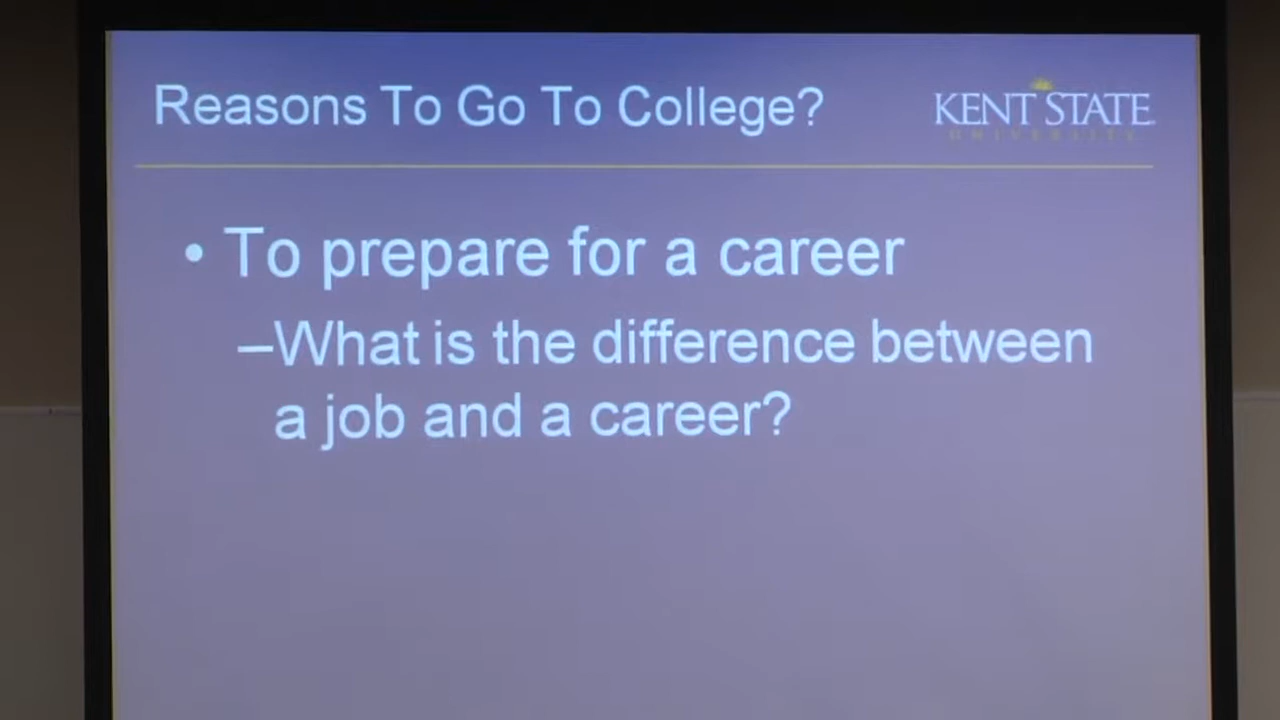 Reasons To Go To College?
KENT STATE
UNIVERSITY
• To prepare for a career
–What is the difference between
a job and a career?